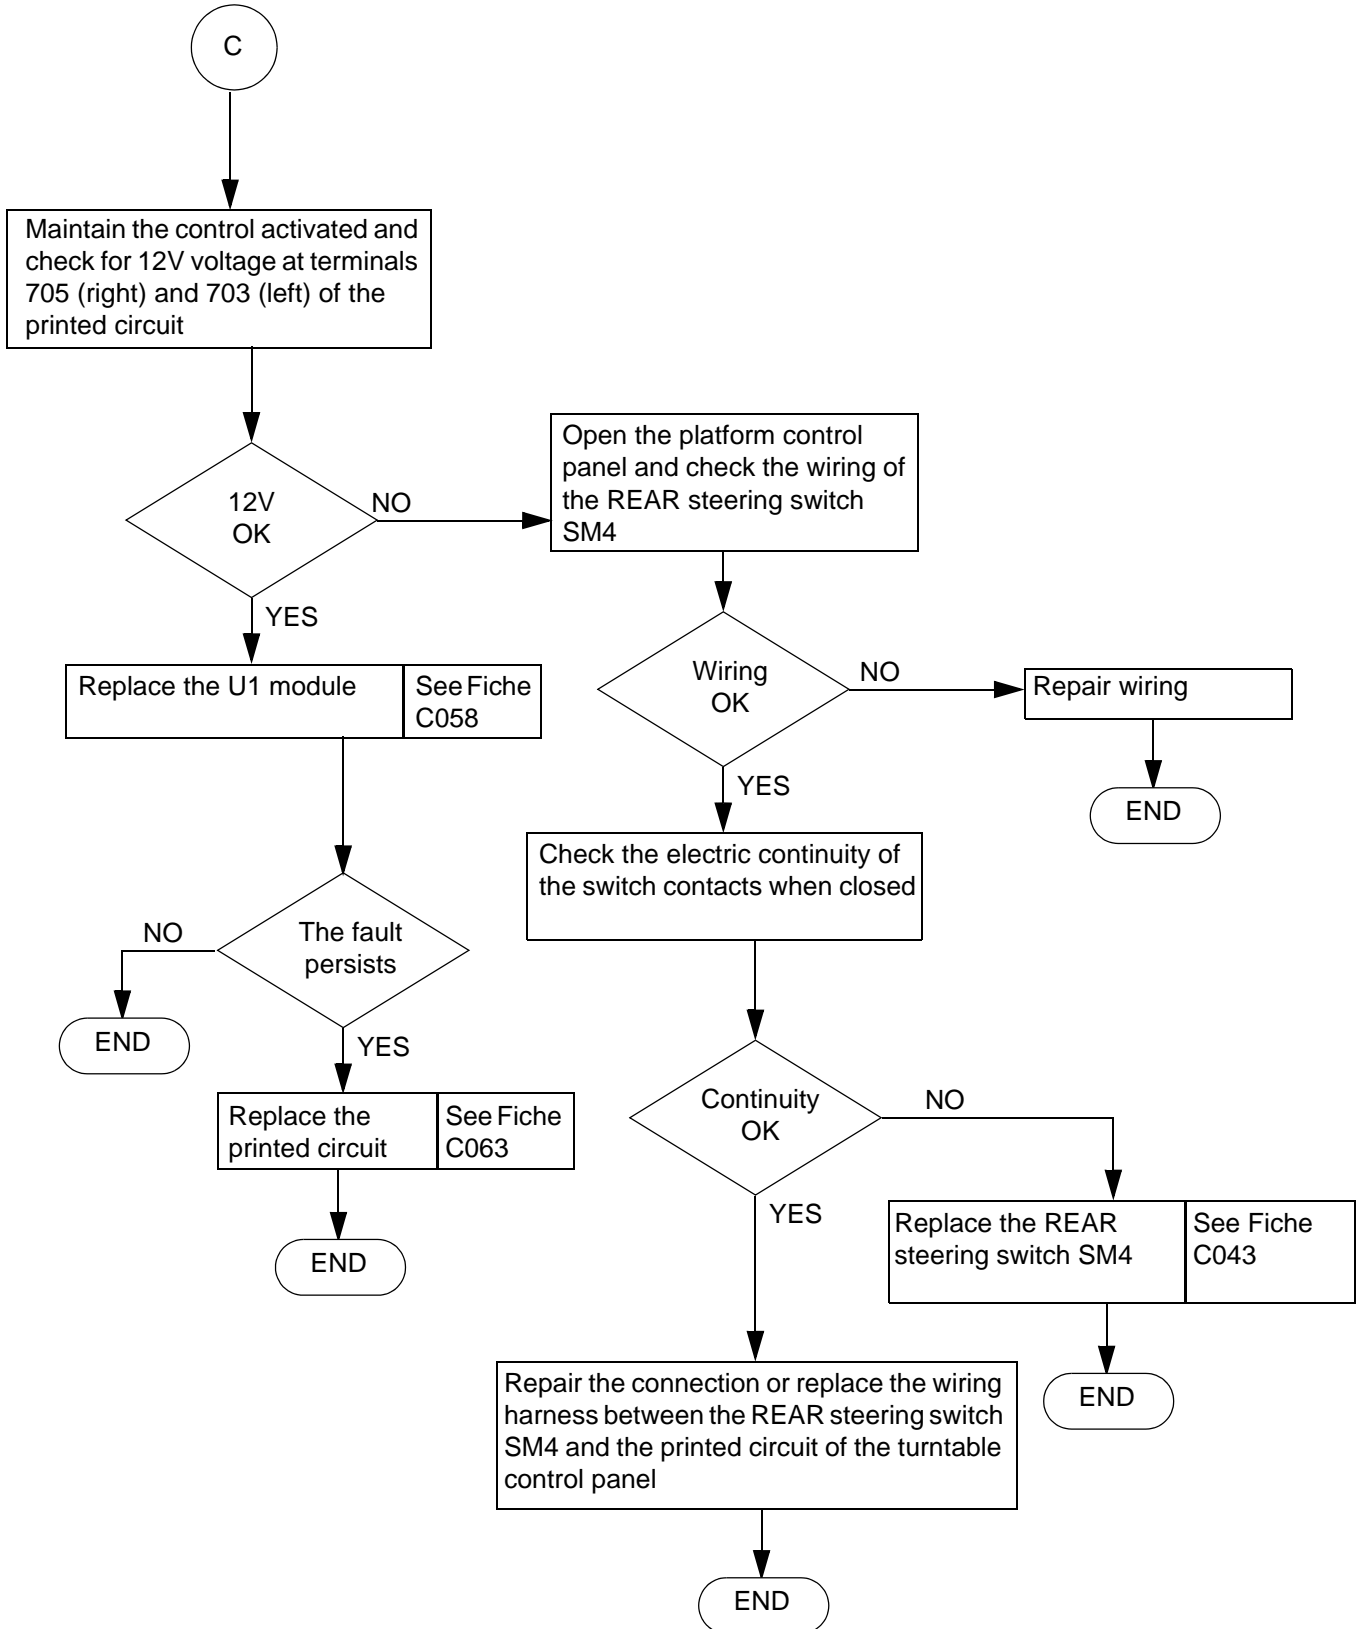 C
Maintain the control activated and
check for 12V voltage at terminals
705 (right) and 703 (left) of the
printed circuit
12V
OK
NO
YES
Open the platform control
panel and check the wiring of
the REAR steering switch
SM4
Replace the U1 module
See Fiche
C058
Wiring
OK
NO
Repair wiring
END
YES
Check the electric continuity of
the switch contacts when closed
The fault
persists
NO
END
YES
Replace the
printed circuit
See Fiche
C063
END
Continuity
OK
NO
YES
Replace the REAR
steering switch SM4
See Fiche
C043
END
Repair the connection or replace the wiring
harness between the REAR steering switch
SM4 and the printed circuit of the turntable
control panel
END